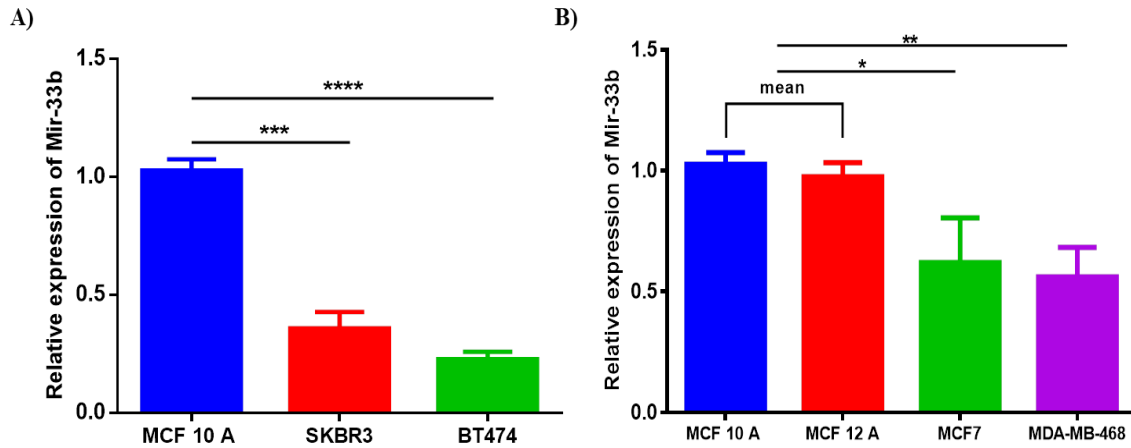 A)
Relative expression of Mir-33b
1.5
1.0
0.5
0.0
****
***
MCF 10 A
SKBR3
BT474
B)
Relative expression of Mir-33b
1.5
1.0
0.5
0.0
**
*
mean
MCF 10 A
MCF 12 A
MCF7
MDA-MB-468